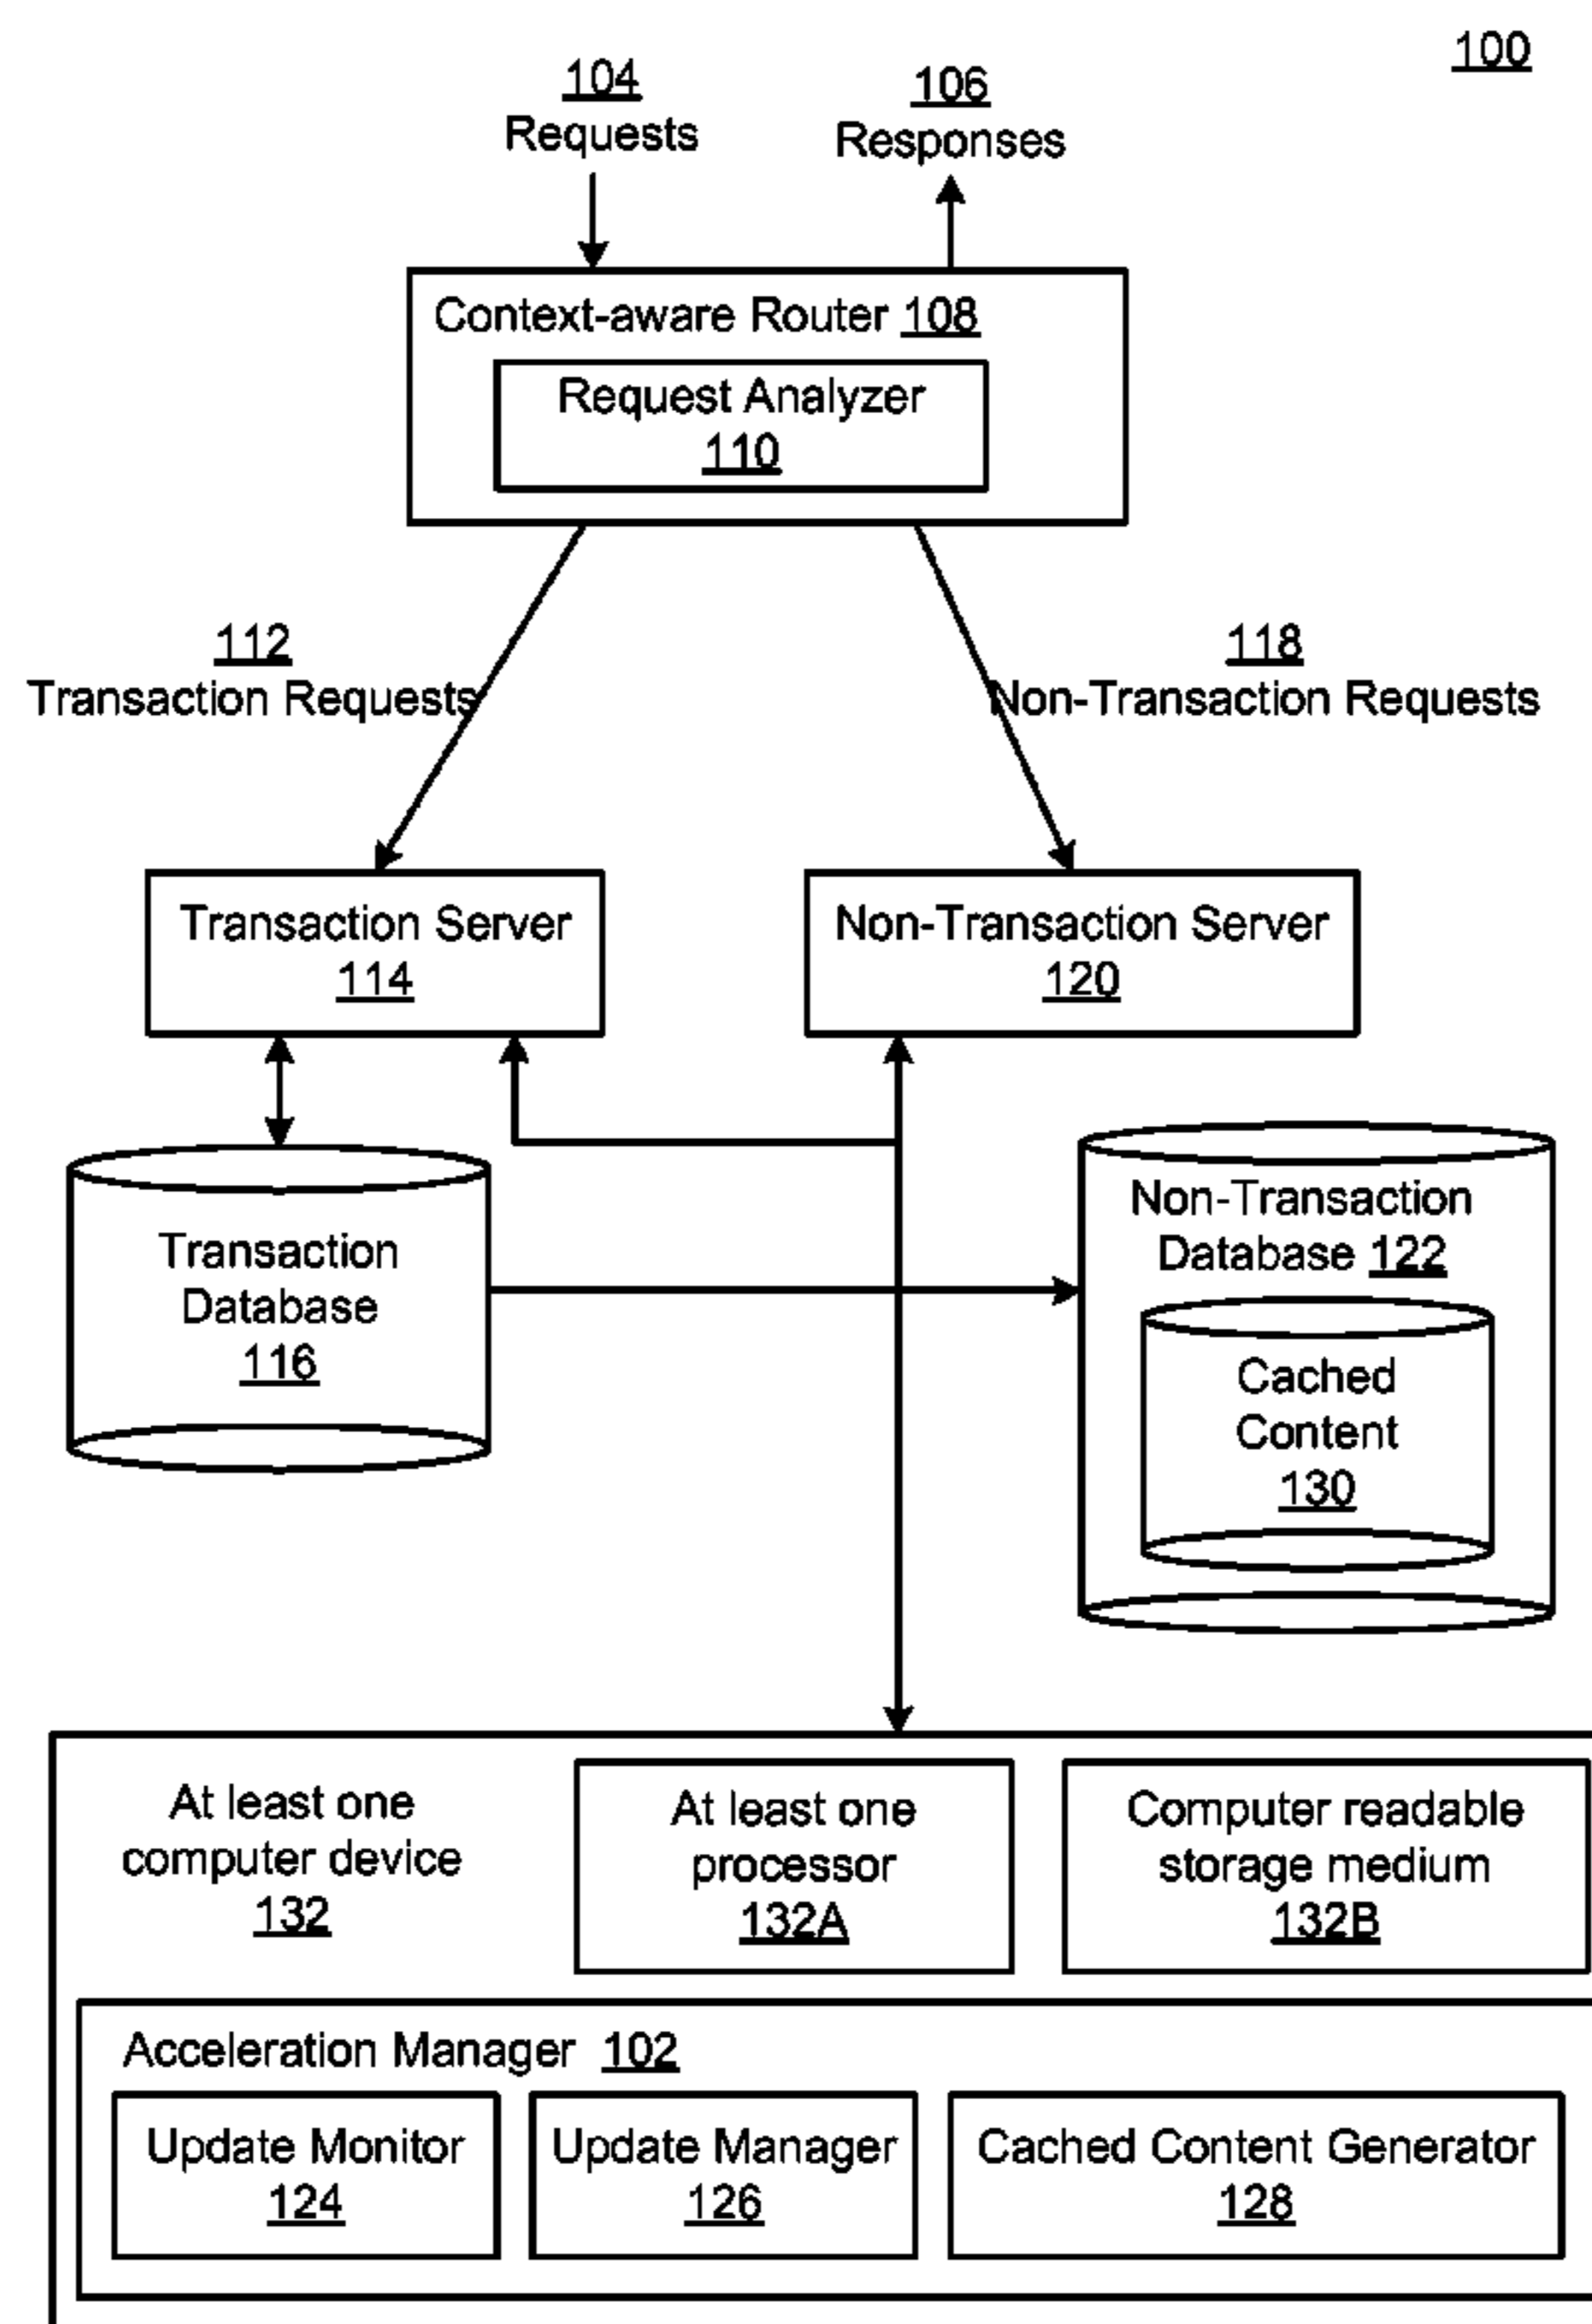 100
104
Requests
106
Responses
Context-aware Router 108
Request Analyzer
110
112
Transaction Requests
118
Non-Transaction Requests
Transaction Server
114
Non-Transaction Server
120
Transaction
Database
116
Non-Transaction
Database 122
Cached
Content
130
At least one
computer device
132
At least one
processor
132A
Computer readable
storage medium
132B
Acceleration Manager 102
Update Monitor
124
Update Manager
126
Cached Content Generator
128